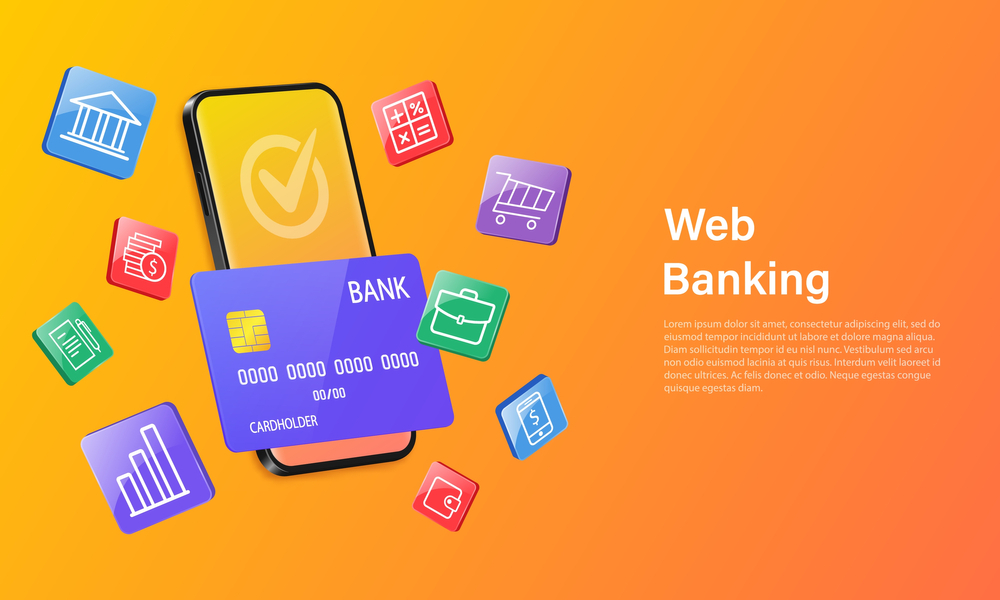 BANK
0000 0000 0000 0000
00/00
CARDHOLDER
Web
Banking
Lorem ipsum dolor sit amet, consectetur adipiscing elit, sed do
eiusmod tempor incididunt ut labore et dolore magna aliqua.
Diam sollicitudin tempor id eu nisl nunc. Vestibulum sed arcu
non odio euismod lacinia at quis risus. Interdum velit laoreet id
donec ultrices. Ac felis donec et odio. Neque egestas congue
quisque egestas diam.